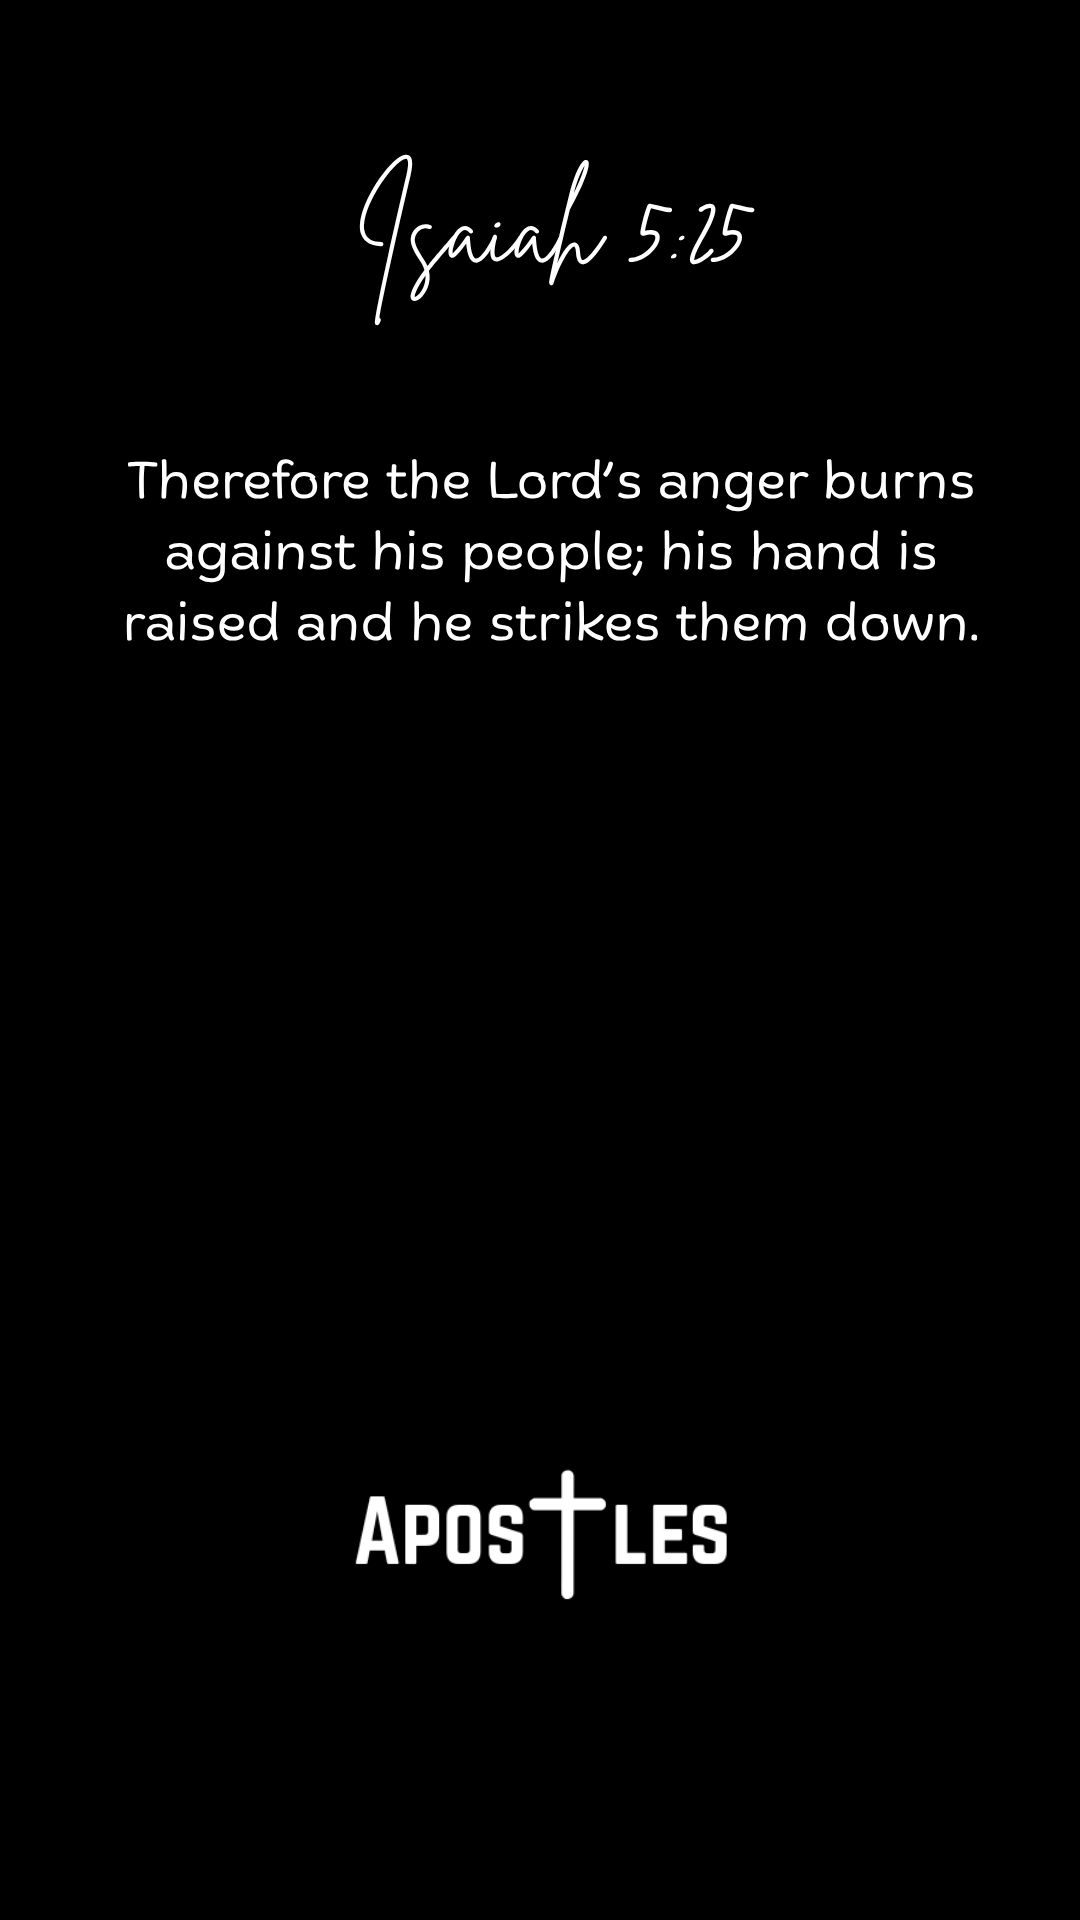 Isaiah 5:25
Therefore the Lord's anger burns
against his people; his hand is
raised and he strikes them down.
Apostles